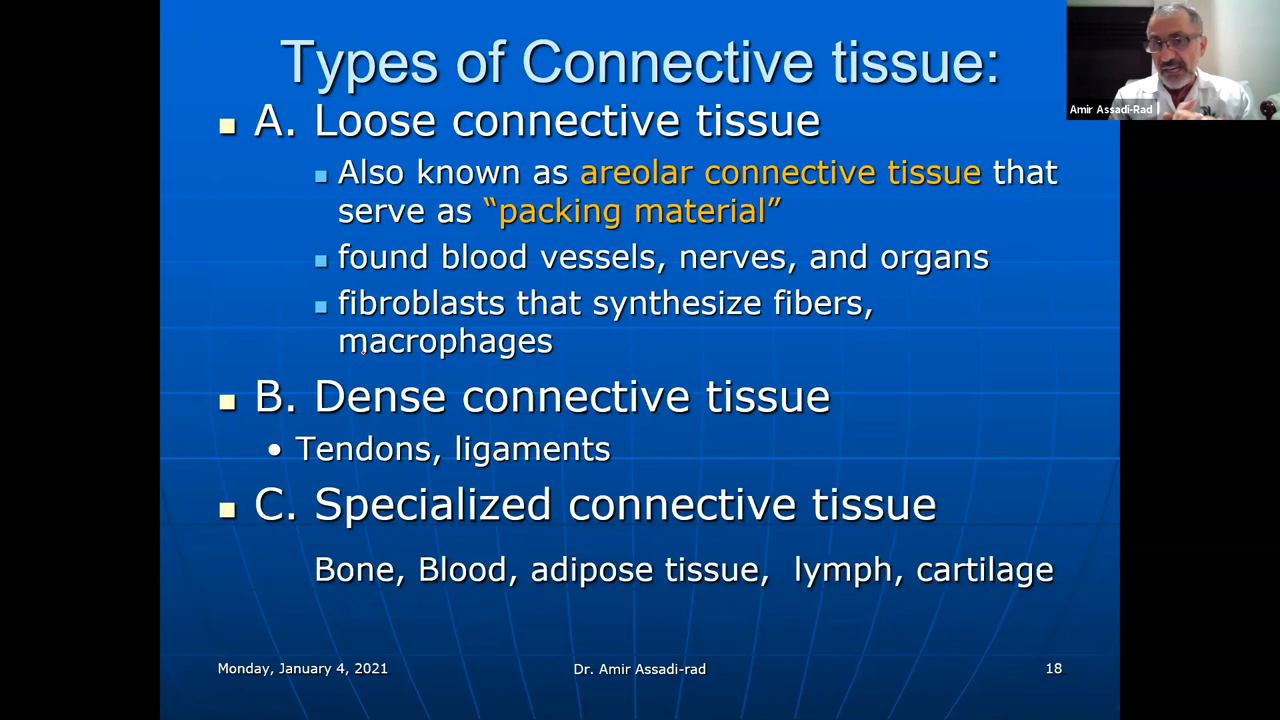 Types of Connective tissue:
A. Loose connective tissue
Also known as areolar connective tissue that
serve as “packing material”
found blood vessels, nerves, and organs
fibroblasts that synthesize fibers,
macrophages
B. Dense connective tissue
Tendons, ligaments
C. Specialized connective tissue
Bone, Blood, adipose tissue, lymph, cartilage
Monday, January 4, 2021
Dr. Amir Assadi-rad
18
Amir Assadi-Rad